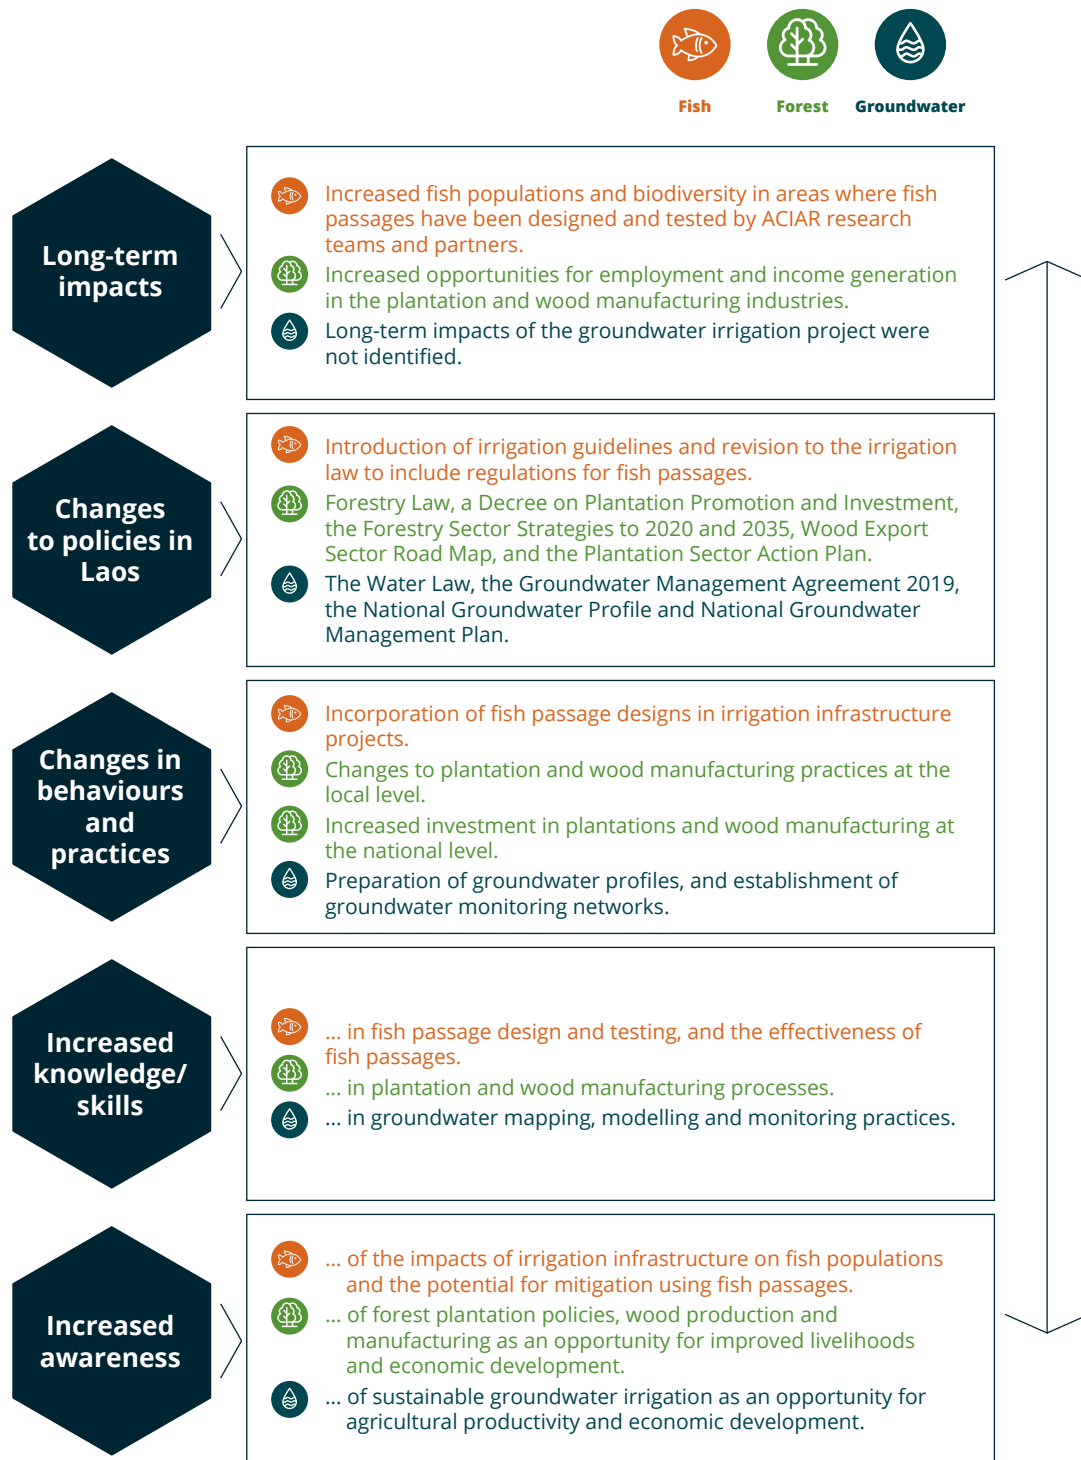 Fish
Forest
Groundwater
Long-term
impacts
Increased fish populations and biodiversity in areas where fish
passages have been designed and tested by ACIAR research
teams and partners.
Increased opportunities for employment and income generation
in the plantation and wood manufacturing industries.
Long-term impacts of the groundwater irrigation project were
not identified.
Changes
to policies in
Laos
Introduction of irrigation guidelines and revision to the irrigation
law to include regulations for fish passages.
Forestry Law, a Decree on Plantation Promotion and Investment,
the Forestry Sector Strategies to 2020 and 2035, Wood Export
Sector Road Map, and the Plantation Sector Action Plan.
The Water Law, the Groundwater Management Agreement 2019,
the National Groundwater Profile and National Groundwater
Management Plan.
Changes in
behaviours
and
practices
Incorporation of fish passage designs in irrigation infrastructure
projects.
Changes to plantation and wood manufacturing practices at the
local level.
Increased investment in plantations and wood manufacturing at
the national level.
Preparation of groundwater profiles, and establishment of
groundwater monitoring networks.
Increased
knowledge/
skills
... in fish passage design and testing, and the effectiveness of
fish passages.
... in plantation and wood manufacturing processes.
... in groundwater mapping, modelling and monitoring practices.
Increased
awareness
... of the impacts of irrigation infrastructure on fish populations
and the potential for mitigation using fish passages.
... of forest plantation policies, wood production and
manufacturing as an opportunity for improved livelihoods
and economic development.
... of sustainable groundwater irrigation as an opportunity for
agricultural productivity and economic development.